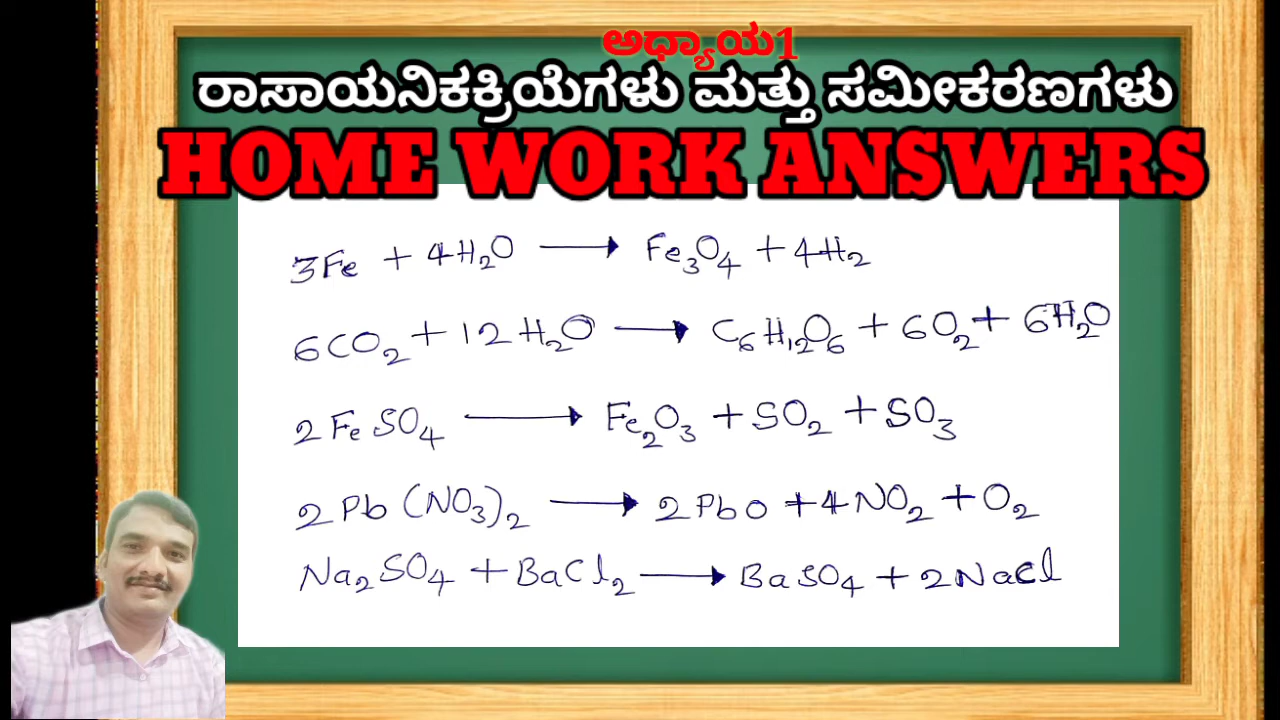 ಅಧ್ಯಾಯ1
ರಾಸಾಯನಿಕಕ್ರಿಯೆಗಳು ಮತ್ತು ಸಮೀಕರಣಗಳು
HOME WORK ANSWERS
3Fe + 4H₂O → Fe₃O₄ + 4H₂
6CO₂ + 12H₂O → C₆H₁₂O₆ + 6O₂ + 6H₂O
2FeSO₄ → Fe₂O₃ + SO₂ + SO₃
2Pb(NO₃)₂ → 2PbO + 4NO₂ + O₂
Na₂SO₄ + BaCl₂ → BaSO₄ + 2NaCl